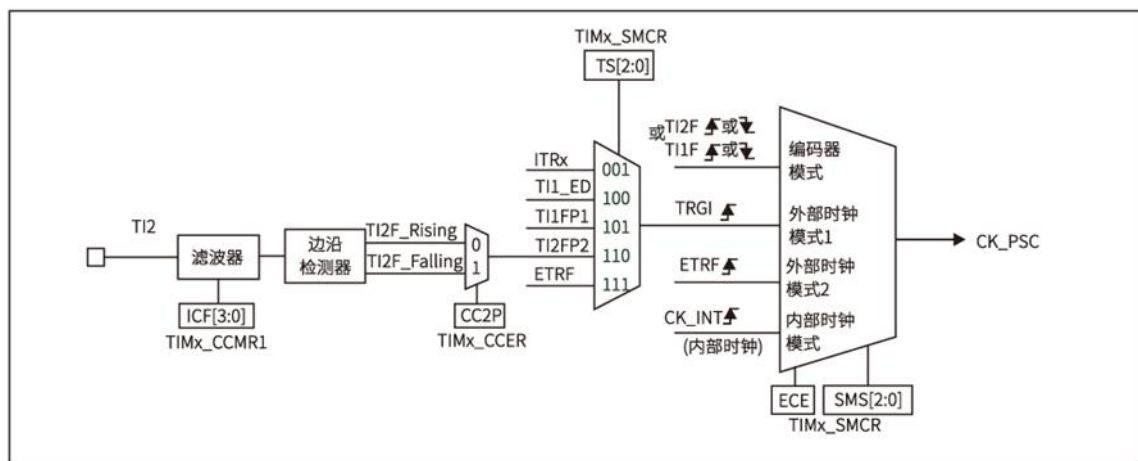 TIMx_SMCR
TS[2:0]
TI2
滤波器
ICF[3:0]
TIMx_CCMR1
边沿
检测器
TI2F_Rising
TI2F_Falling
0
1
CC2P
TIMx_CCER
ITRx
TI1_ED
TI1FP1
TI2FP2
ETRF
001
100
101
110
111
或TI2F 或
TI1F 或
编码器
模式
TRGI
外部时钟
模式1
ETRF
外部时钟
模式2
CK_INT
(内部时钟)
内部时钟
模式
CK_PSC
ECE
SMS[2:0]
TIMx_SMCR